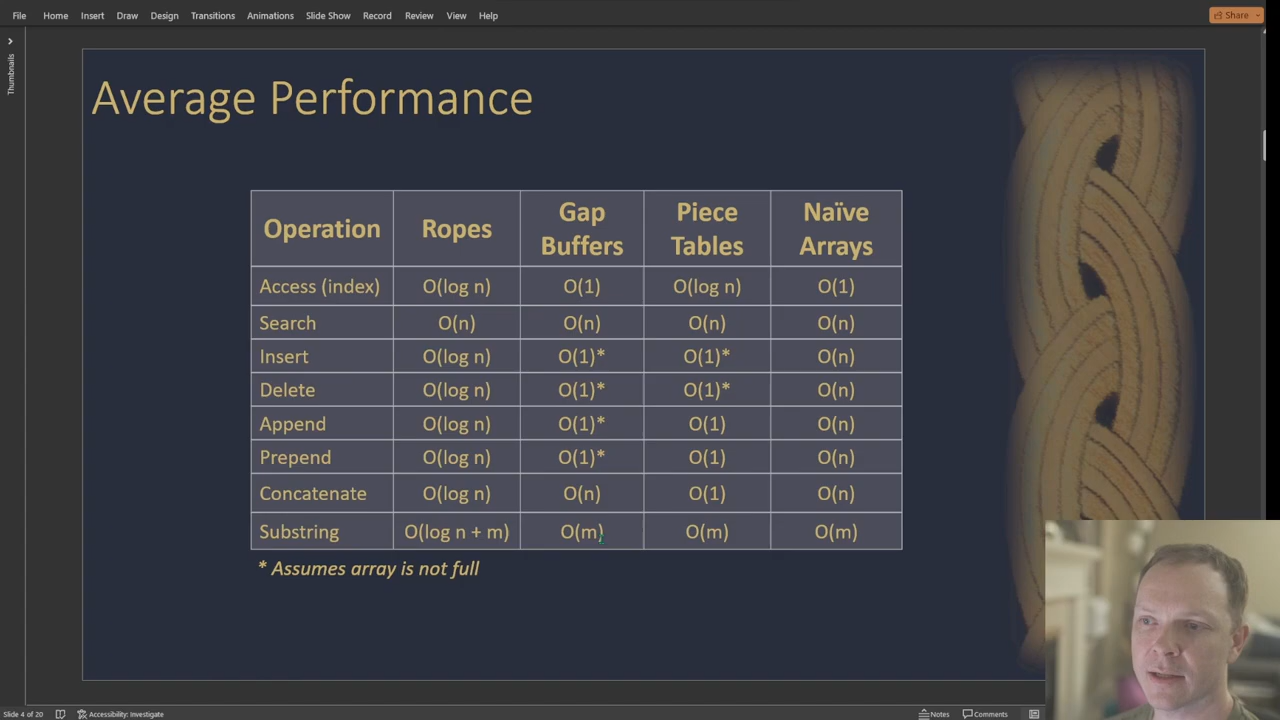 File Home Insert Draw Design Transitions Animations Slide Show Record Review View Help Share
Thumbnails
Average Performance
Operation Ropes Gap Buffers Piece Tables Naïve Arrays
Access (index) O(log n) O(1) O(log n) O(1)
Search O(n) O(n) O(n) O(n)
Insert O(log n) O(1)* O(1)* O(n)
Delete O(log n) O(1)* O(1)* O(n)
Append O(log n) O(1)* O(1) O(n)
Prepend O(log n) O(1)* O(1) O(n)
Concatenate O(log n) O(n) O(1) O(n)
Substring O(log n + m) O(m) O(m) O(m)
* Assumes array is not full
Slide 4 of 20 Accessibility: Investigate Notes Comments